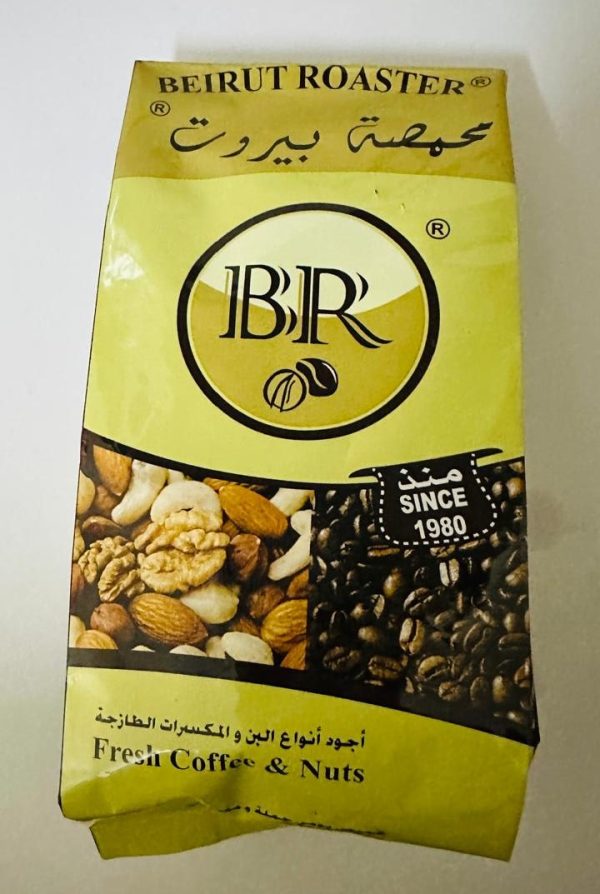 BEIRUT ROASTER®
® محمصة بيروت
®
BR
منذ
SINCE
1980
أجود أنواع البن و المكسرات الطازجة
Fresh Coffee & Nuts